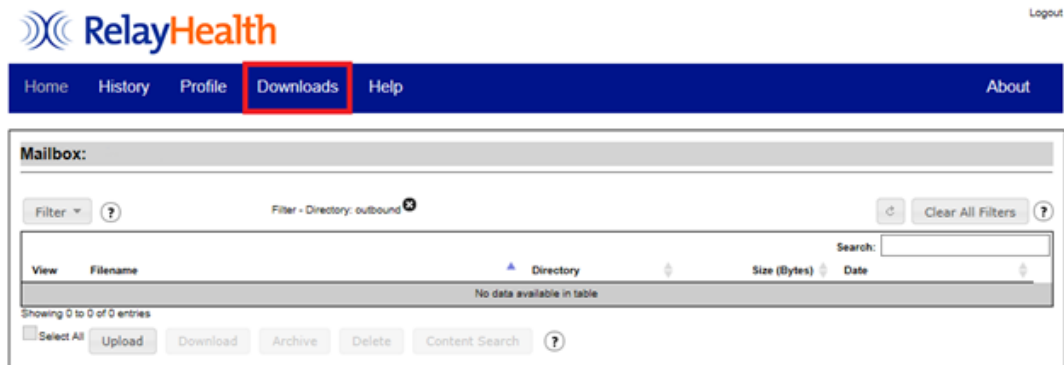 Logout
RelayHealth
Home History Profile Downloads Help About
Mailbox:
Filter ? Filter - Directory: outbound Clear All Filters ?
Search:
View Filename Directory Size (Bytes) Date
No data available in table
Showing 0 to 0 of 0 entries
Select All Upload Download Archive Delete Content Search ?